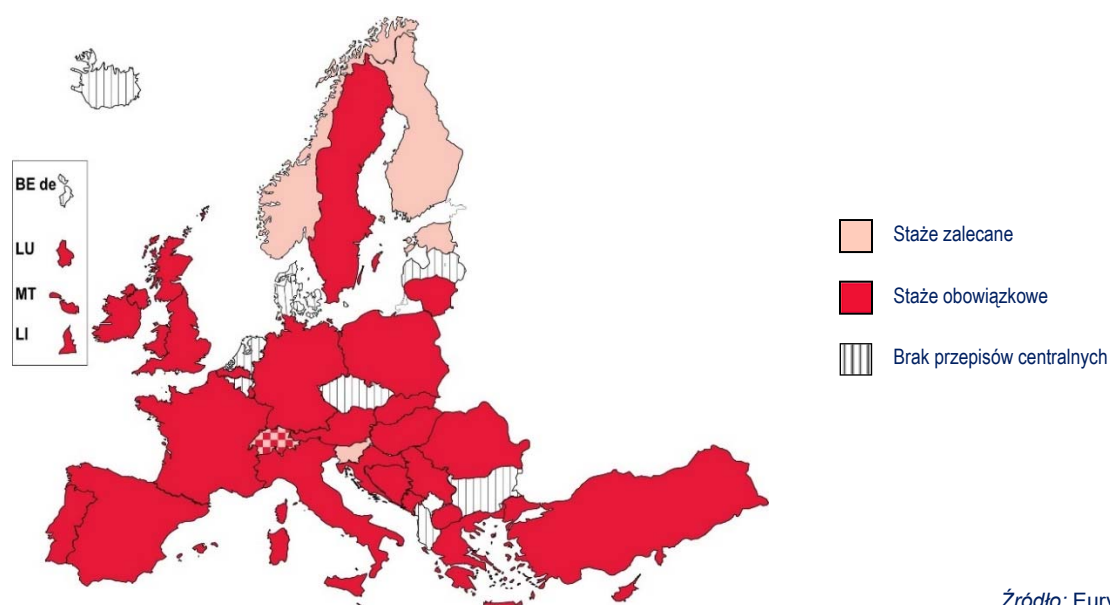 BE de
LU
MT
LI
Staże zalecane
Staże obowiązkowe
Brak przepisów centralnych
Źródło: